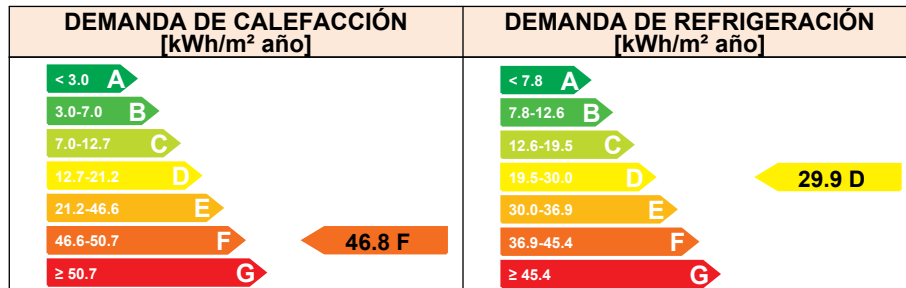 DEMANDA DE CALEFACCIÓN
[kWh/m² año]
< 3.0 A
3.0-7.0 B
7.0-12.7 C
12.7-21.2 D
21.2-46.6 E
46.6-50.7 F
≥ 50.7 G
46.8 F
DEMANDA DE REFRIGERACIÓN
[kWh/m² año]
< 7.8 A
7.8-12.6 B
12.6-19.5 C
19.5-30.0 D
30.0-36.9 E
36.9-45.4 F
≥ 45.4 G
29.9 D